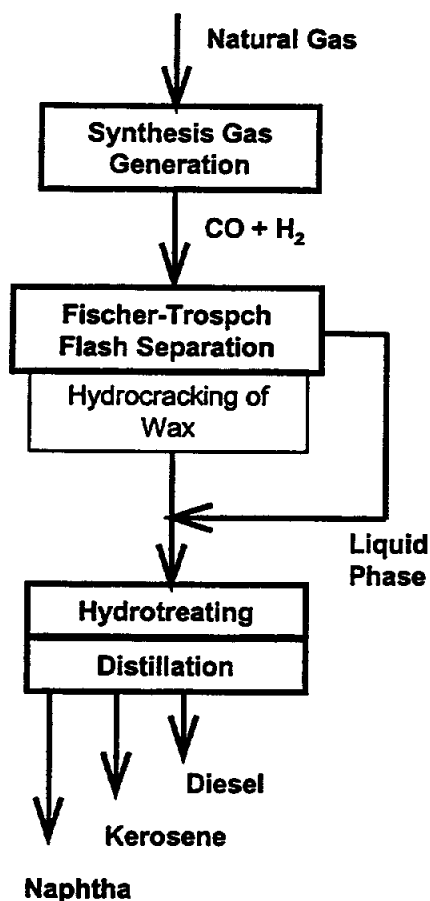 Natural Gas
Synthesis Gas
Generation
CO + H₂
Fischer-Trospch
Flash Separation
Hydrocracking of
Wax
Liquid
Phase
Hydrotreating
Distillation
Diesel
Kerosene
Naphtha